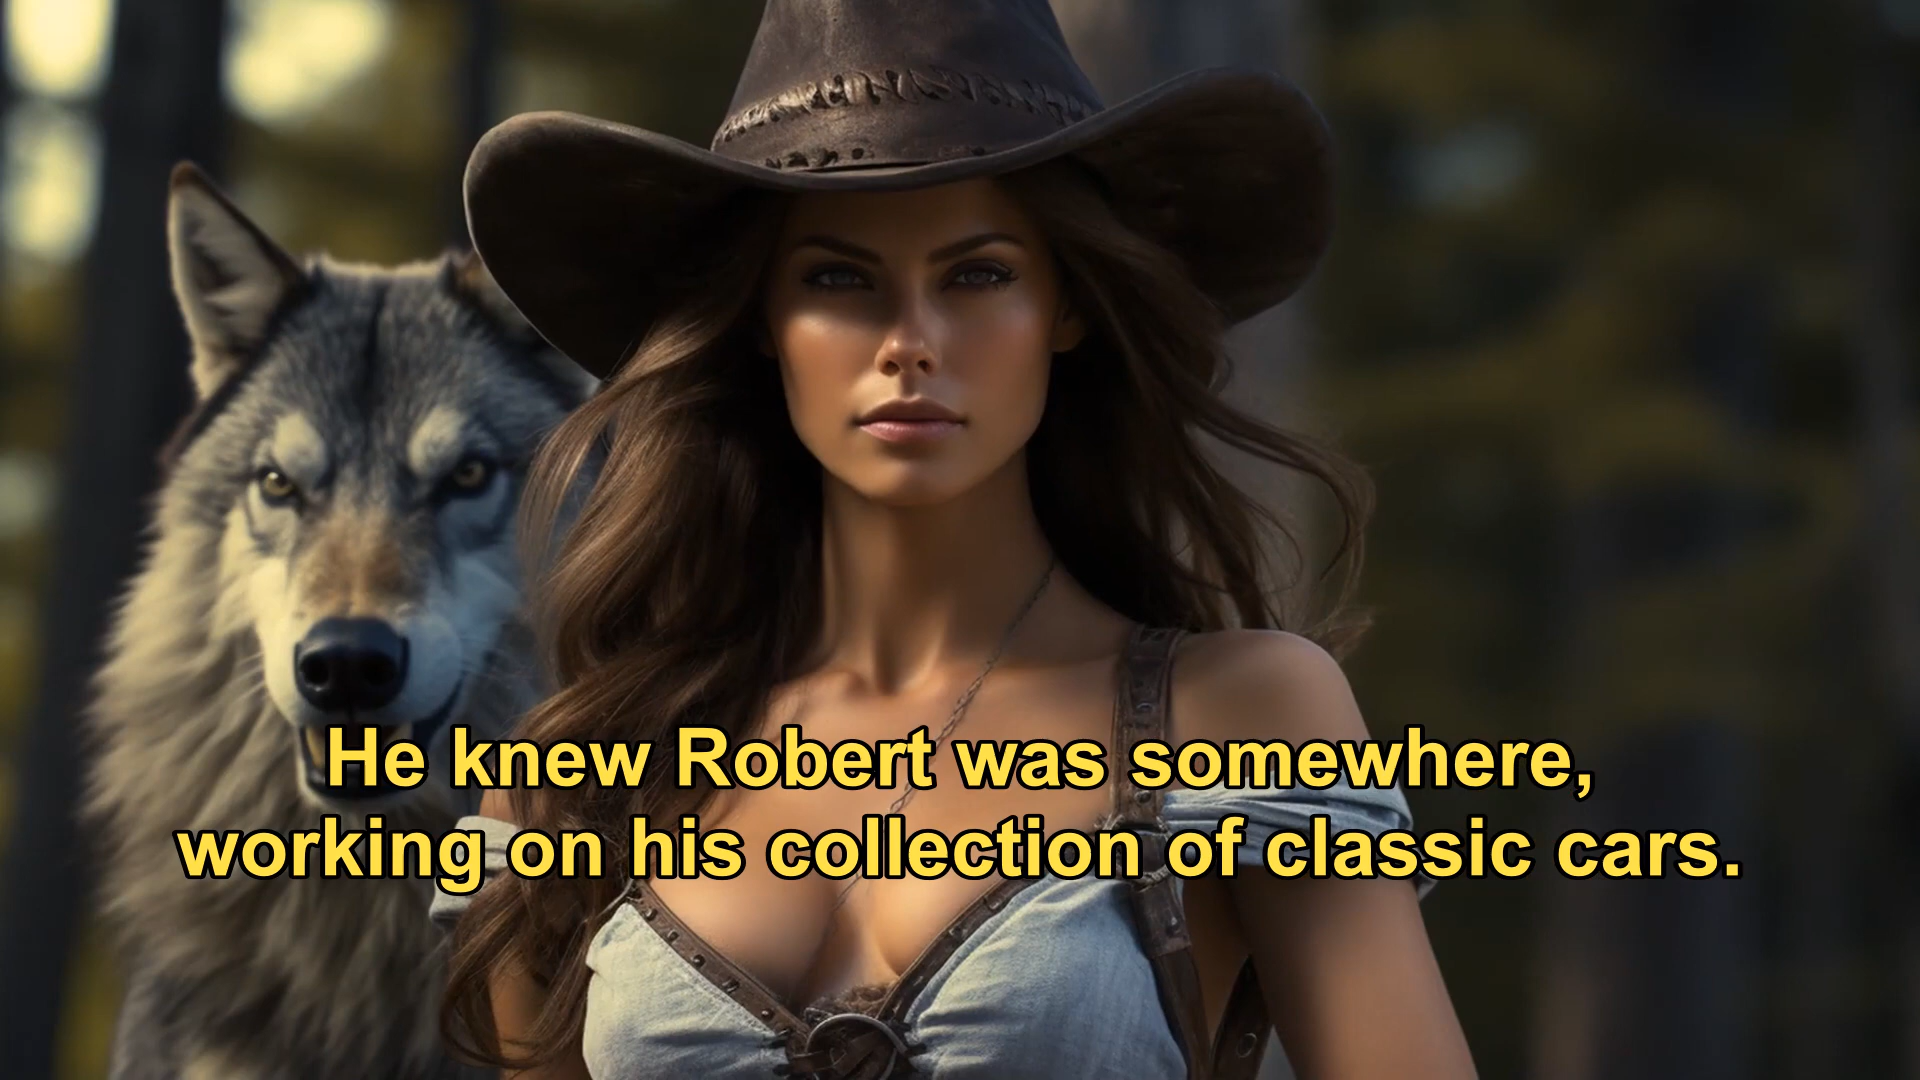 He knew Robert was somewhere,
working on his collection of classic cars.